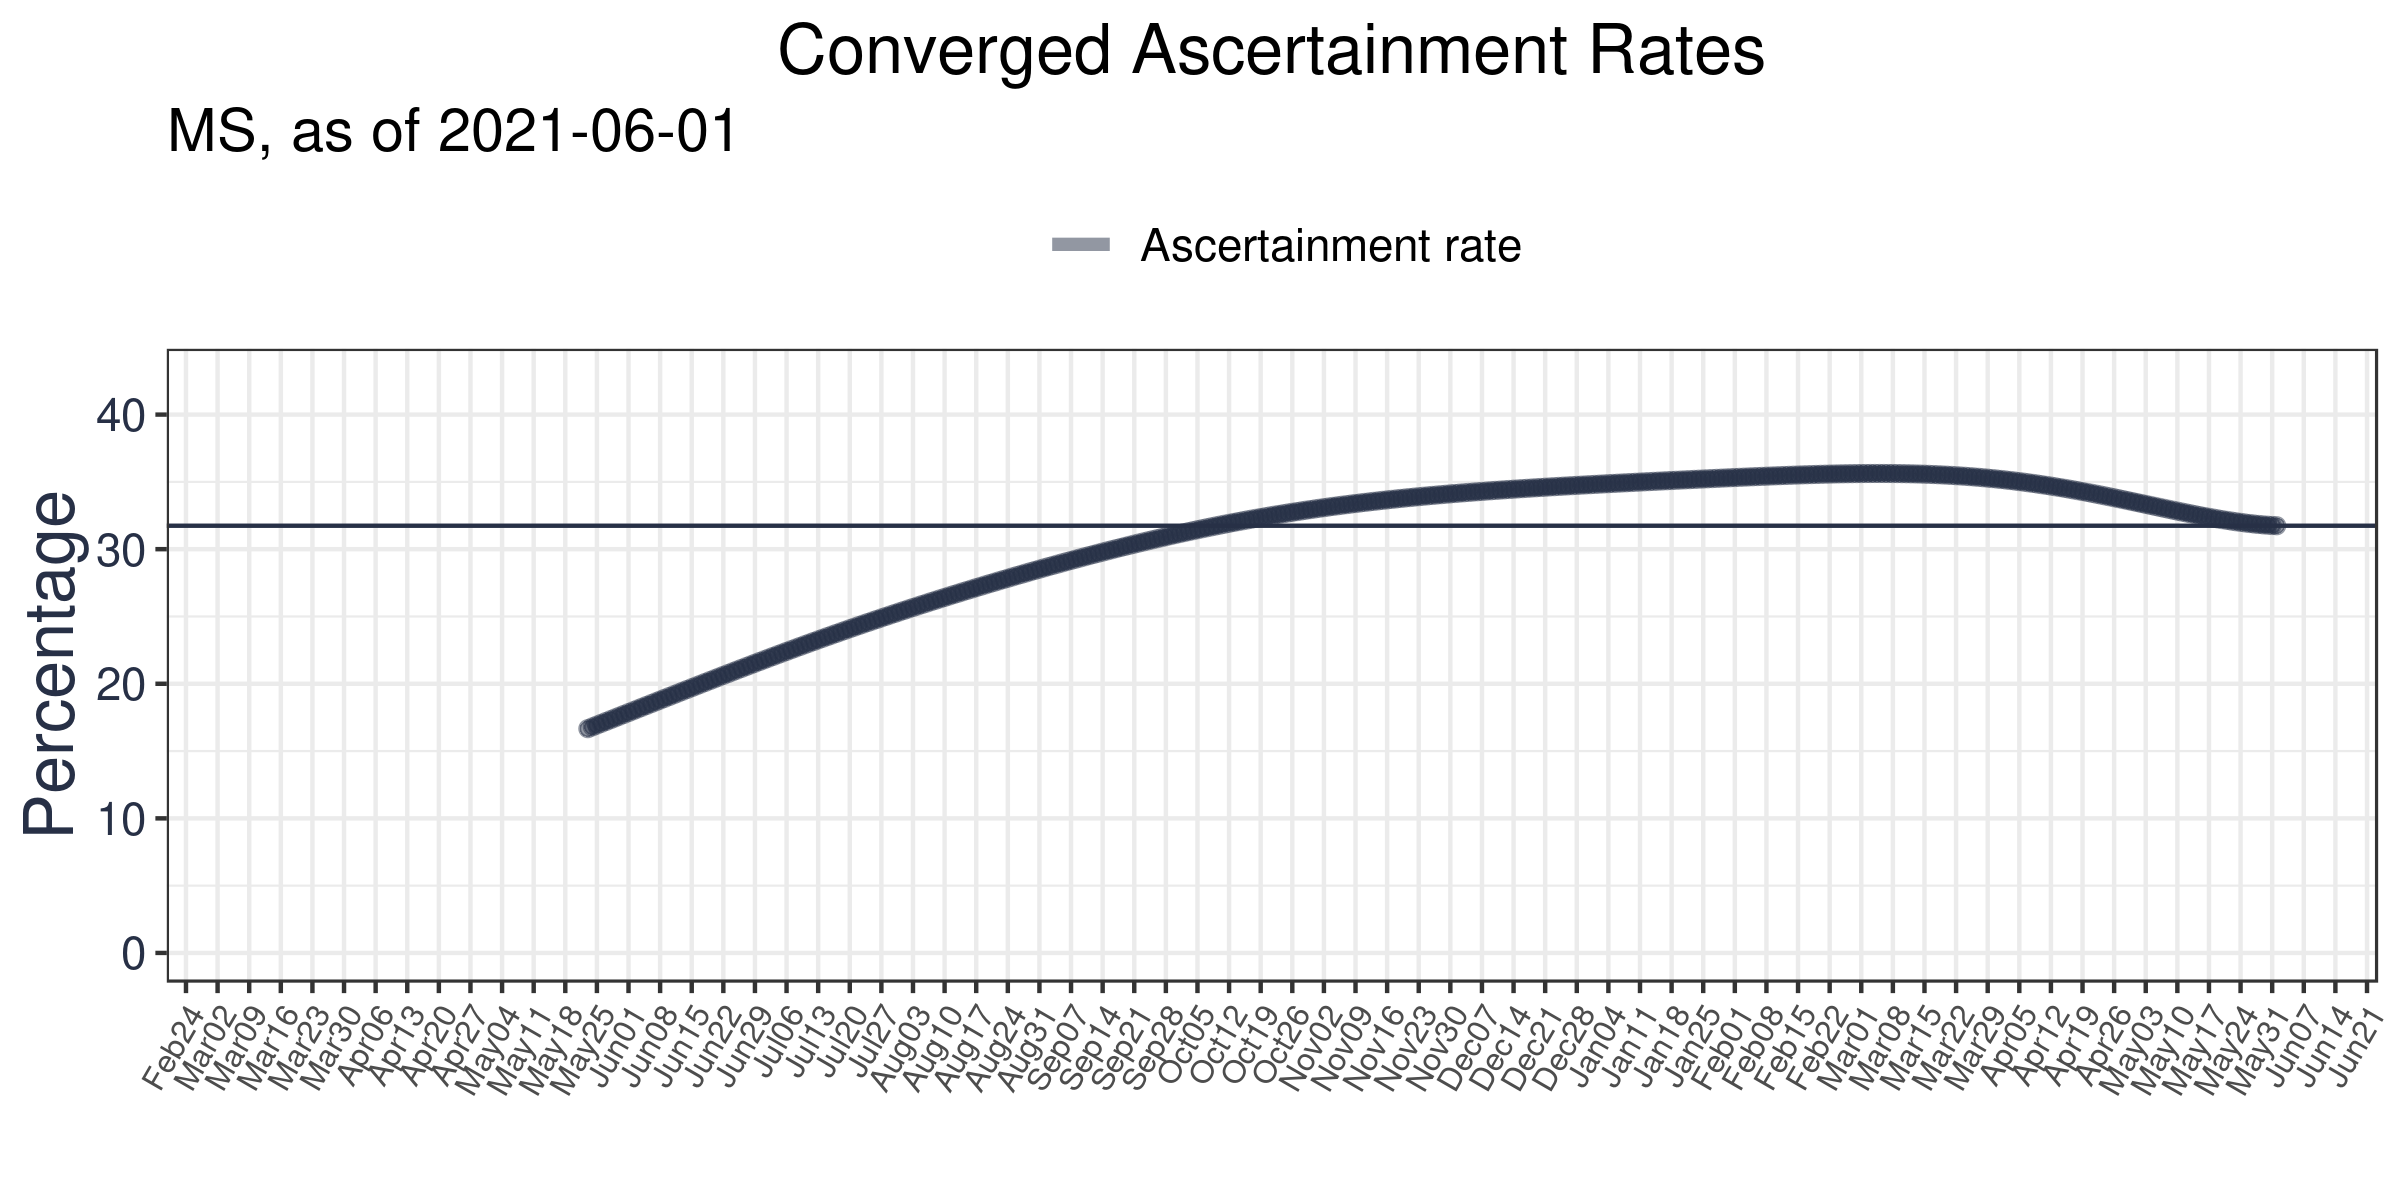 Converged Ascertainment Rates
MS, as of 2021-06-01
Ascertainment rate
Percentage
40
30
20
10
0
Feb24
Mar02
Mar09
Mar16
Mar23
Mar30
Apr06
Apr13
Apr20
Apr27
May04
May11
May18
May25
Jun01
Jun08
Jun15
Jun22
Jun29
Jul06
Jul13
Jul20
Jul27
Aug03
Aug10
Aug17
Aug24
Aug31
Sep07
Sep14
Sep21
Sep28
Oct05
Oct12
Oct19
Oct26
Nov02
Nov09
Nov16
Nov23
Nov30
Dec07
Dec14
Dec21
Dec28
Jan04
Jan11
Jan18
Jan25
Feb01
Feb08
Feb15
Feb22
Mar01
Mar08
Mar15
Mar22
Mar29
Apr05
Apr12
Apr19
Apr26
May03
May10
May17
May24
May31
Jun07
Jun14
Jun21